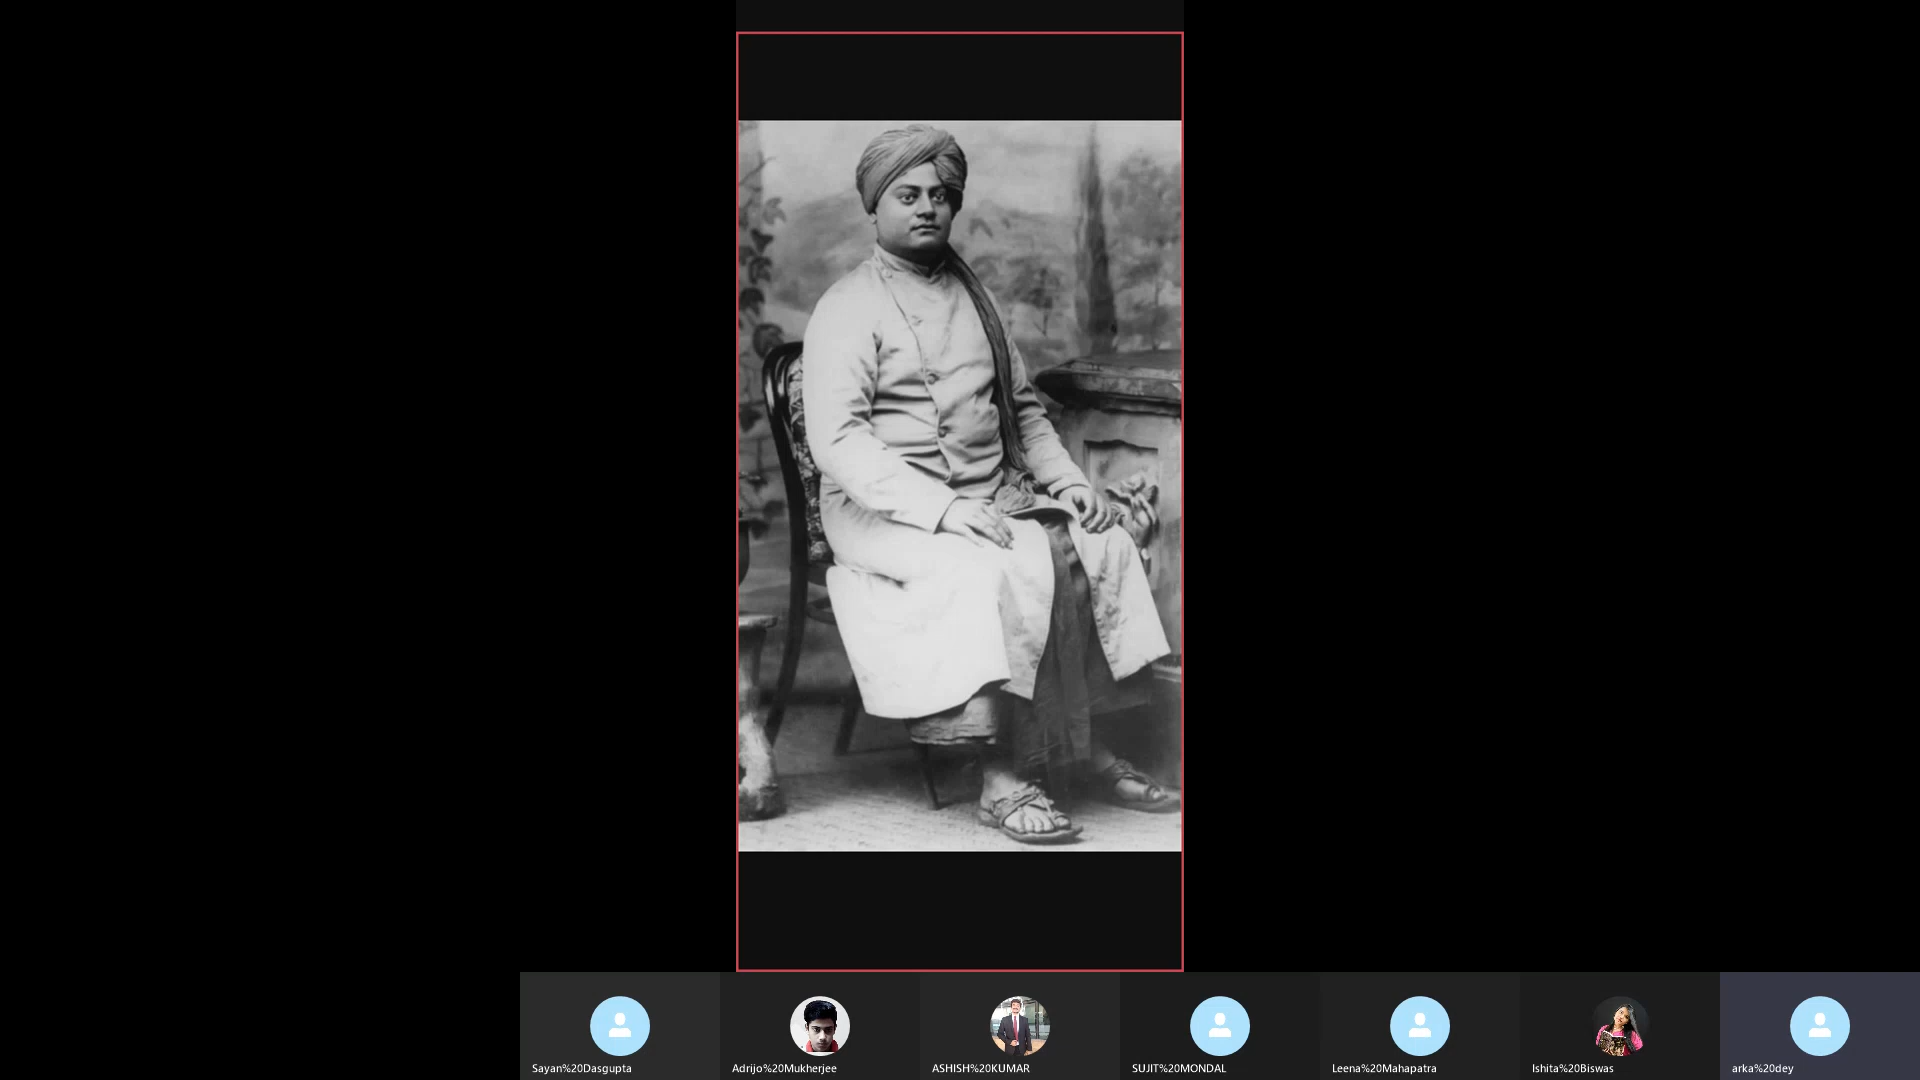 Sayan%20Dasgupta
Adrijo%20Mukherjee
ASHISH%20KUMAR
SUJIT%20MONDAL
Leena%20Mahapatra
Ishita%20Biswas
arka%20dey